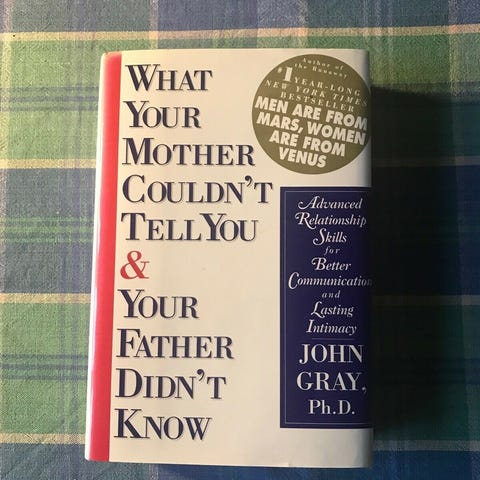 WHAT
YOUR
MOTHER
COULDN'T
TELL YOU
&
YOUR
FATHER
DIDN'T
KNOW
Author of
the Runaway
#1 YEAR-LONG
NEW YORK TIMES
BESTSELLER
MEN ARE FROM
MARS, WOMEN
ARE FROM
VENUS
Advanced
Relationship
Skills
for
Better
Communication
and
Lasting
Intimacy
JOHN
GRAY,
Ph.D.